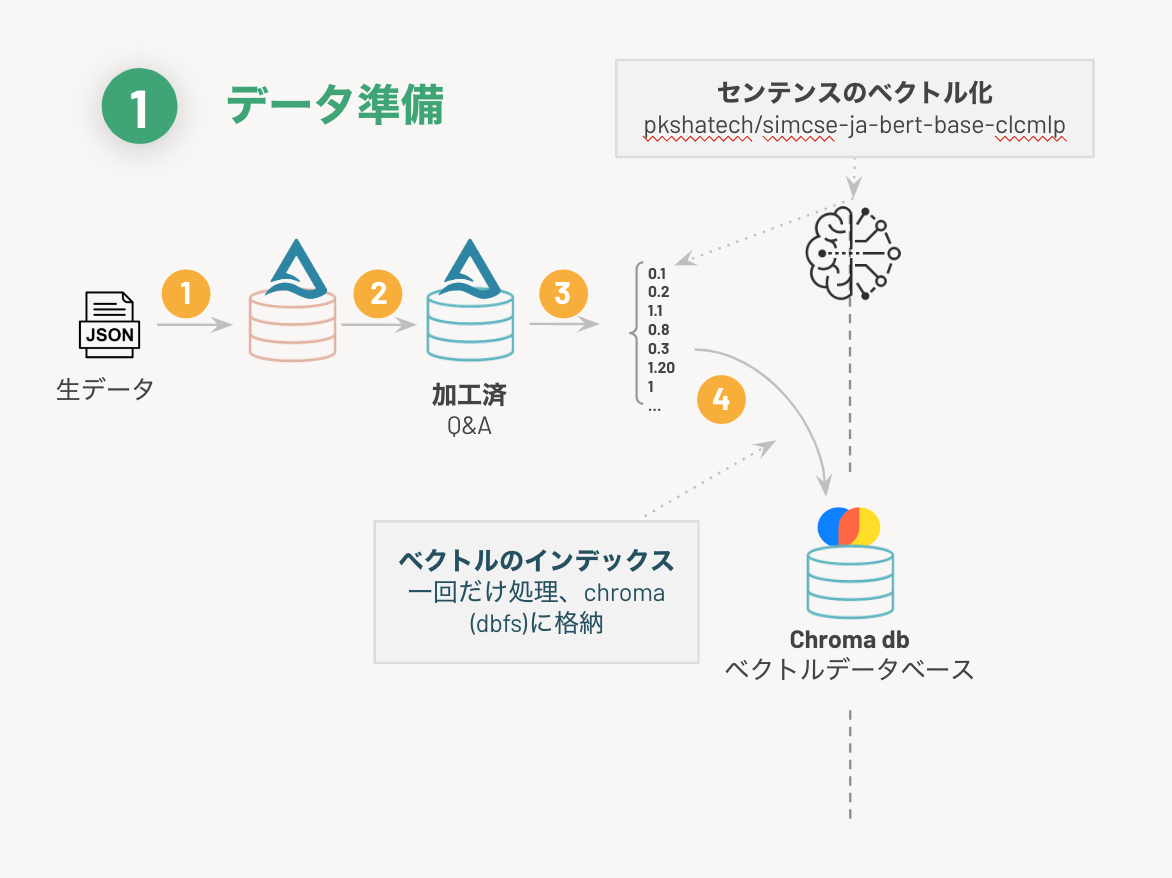 1
データ準備
センテンスのベクトル化
pkshatech/simcse-ja-bert-base-clcmlp
1
2
3
JSON
生データ
加工済
Q&A
0.1
0.2
1.1
0.8
0.3
1.20
1
...
4
ベクトルのインデックス
一回だけ処理、chroma
(dbfs)に格納
Chroma db
ベクトルデータベース